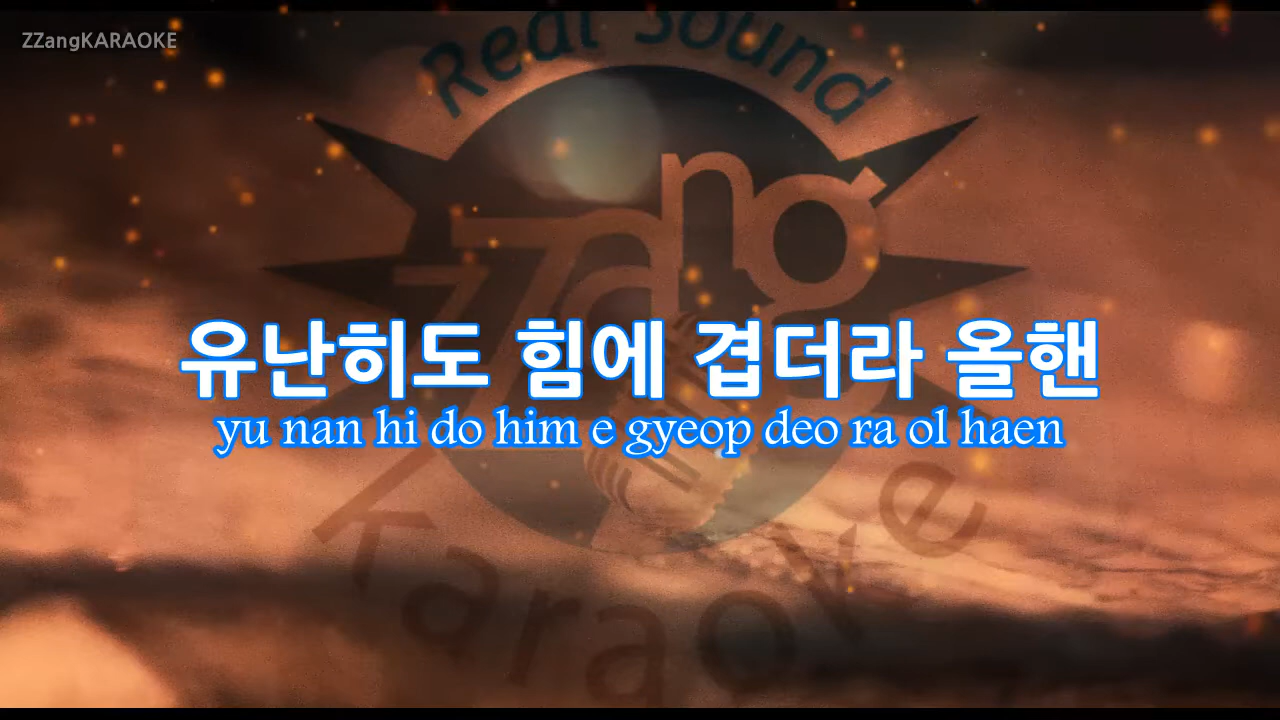 ZZangKARAOKE
Real Sound
ZZang
유난히도 힘에 겹더라 올핸
yu nan hi do him e gyeop deo ra ol haen
Karaoke